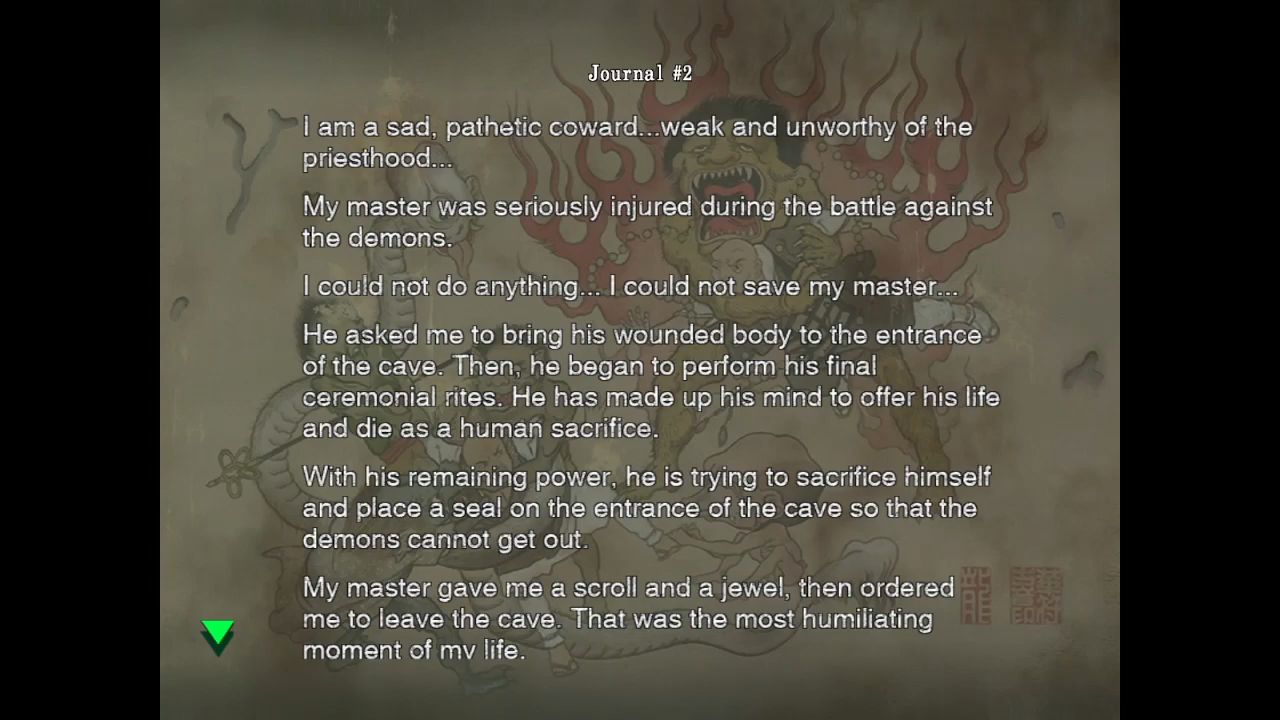 Journal #2
I am a sad, pathetic coward...weak and unworthy of the
priesthood...
My master was seriously injured during the battle against
the demons.
I could not do anything... I could not save my master...
He asked me to bring his wounded body to the entrance
of the cave. Then, he began to perform his final
ceremonial rites. He has made up his mind to offer his life
and die as a human sacrifice.
With his remaining power, he is trying to sacrifice himself
and place a seal on the entrance of the cave so that the
demons cannot get out.
My master gave me a scroll and a jewel, then ordered
me to leave the cave. That was the most humiliating
moment of my life.